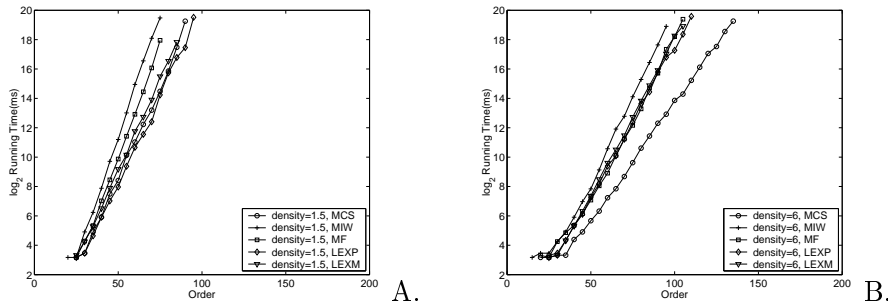 20
18
16
14
12
10
8
6
4
2
log2 Running Time(ms)
0
50
100
150
200
Order
density=1.5, MCS
density=1.5, MIW
density=1.5, MF
density=1.5, LEXP
density=1.5, LEXM
A.
20
18
16
14
12
10
8
6
4
2
log2 Running Time(ms)
0
50
100
150
200
Order
density=6, MCS
density=6, MIW
density=6, MF
density=6, LEXP
density=6, LEXM
B.